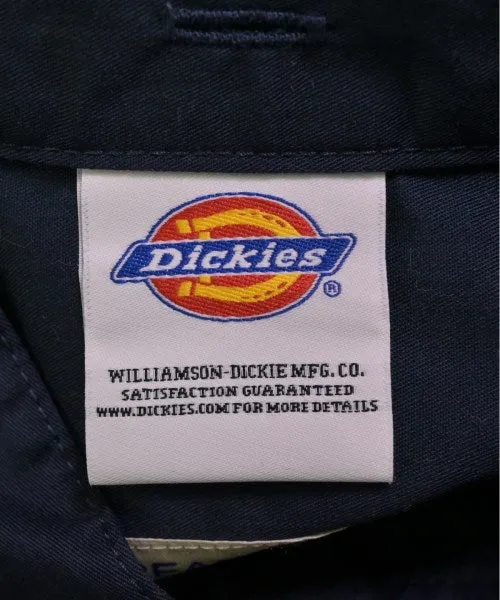 Dickies
®
WILLIAMSON-DICKIE MFG. CO.
SATISFACTION GUARANTEED
WWW.DICKIES.COM FOR MORE DETAILS